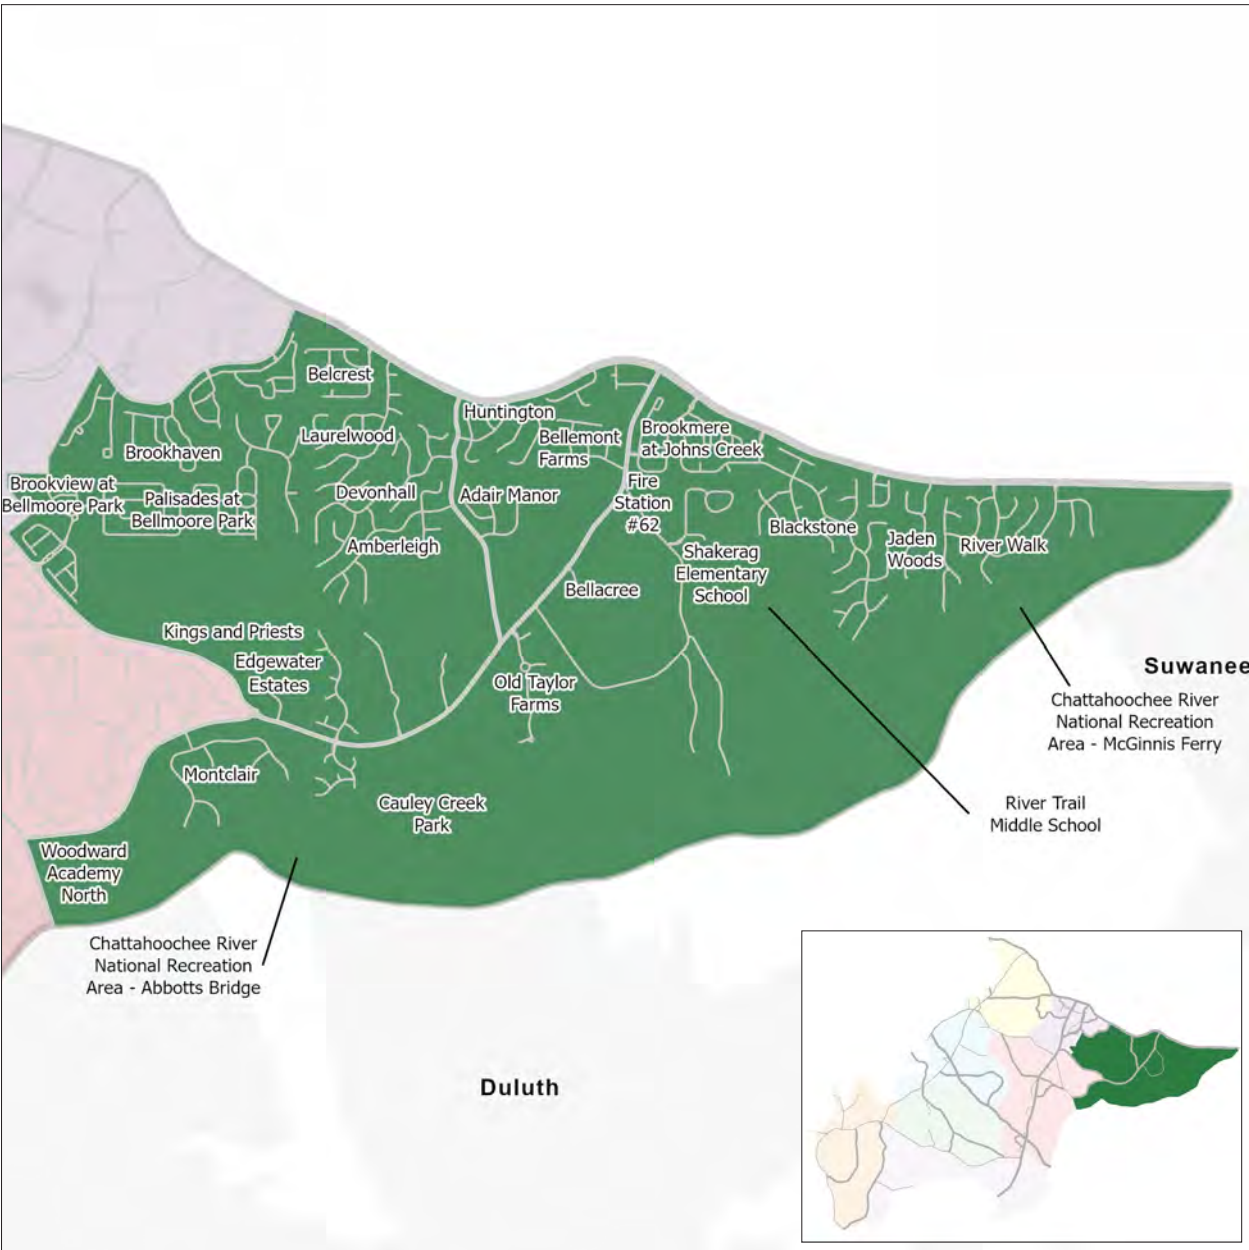 Belcrest
Huntington
Laurelwood
Bellemont
Farms
Brookmere
at Johns Creek
Brookhaven
Brookview at
Bellmoore Park
Palisades at
Bellmoore Park
Devonhall
Adair Manor
Fire
Station
#62
Amberleigh
Blackstone
Jaden
Woods
River Walk
Shakerag
Elementary
School
Bellacree
Kings and Priests
Edgewater
Estates
Old Taylor
Farms
Suwanee
Chattahoochee River
National Recreation
Area - McGinnis Ferry
Montclair
Cauley Creek
Park
River Trail
Middle School
Woodward
Academy
North
Chattahoochee River
National Recreation
Area - Abbotts Bridge
Duluth